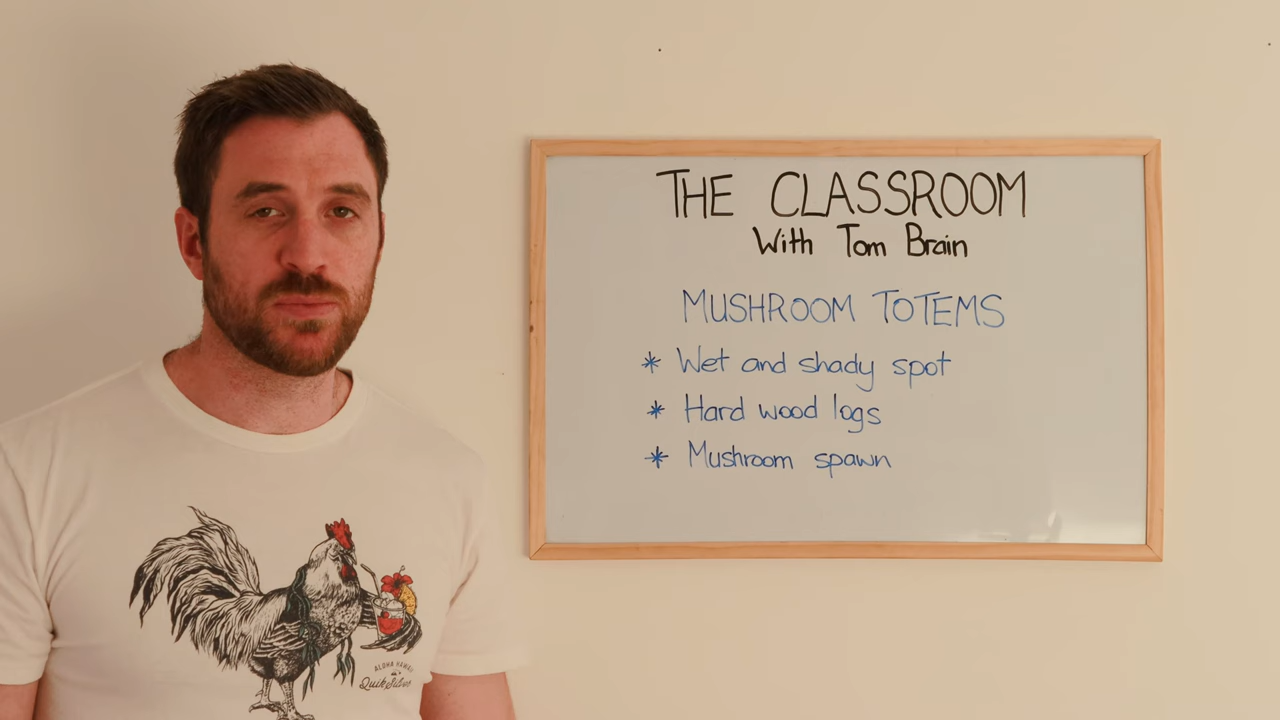 THE CLASSROOM
With Tom Brain
MUSHROOM TOTEMS
* Wet and shady spot
* Hard wood logs
* Mushroom spawn
ALOHA HAWAII
QuikSilver